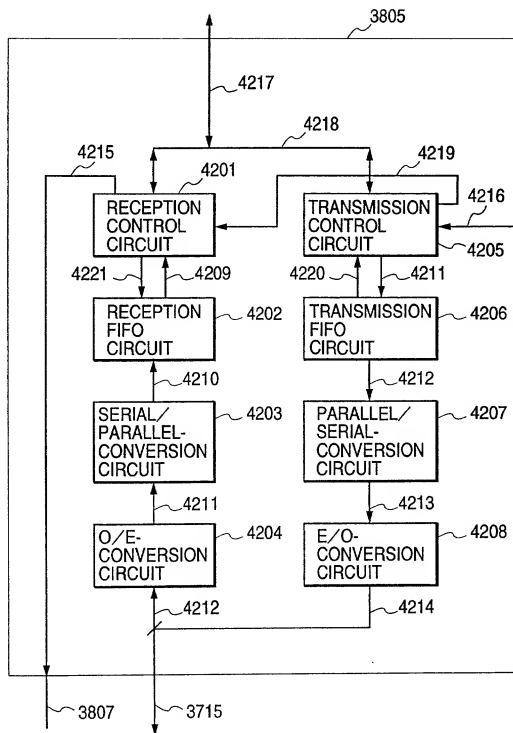 3805
4217
4218
4215
4201
4219
4216
RECEPTION
CONTROL
CIRCUIT
TRANSMISSION
CONTROL
CIRCUIT
4205
4221
4209
4220
4211
RECEPTION
FIFO
CIRCUIT
4202
TRANSMISSION
FIFO
CIRCUIT
4206
4210
4212
SERIAL/
PARALLEL-
CONVERSION
CIRCUIT
4203
PARALLEL/
SERIAL-
CONVERSION
CIRCUIT
4207
4211
4213
O/E-
CONVERSION
CIRCUIT
4204
E/O-
CONVERSION
CIRCUIT
4208
4212
4214
3807
3715